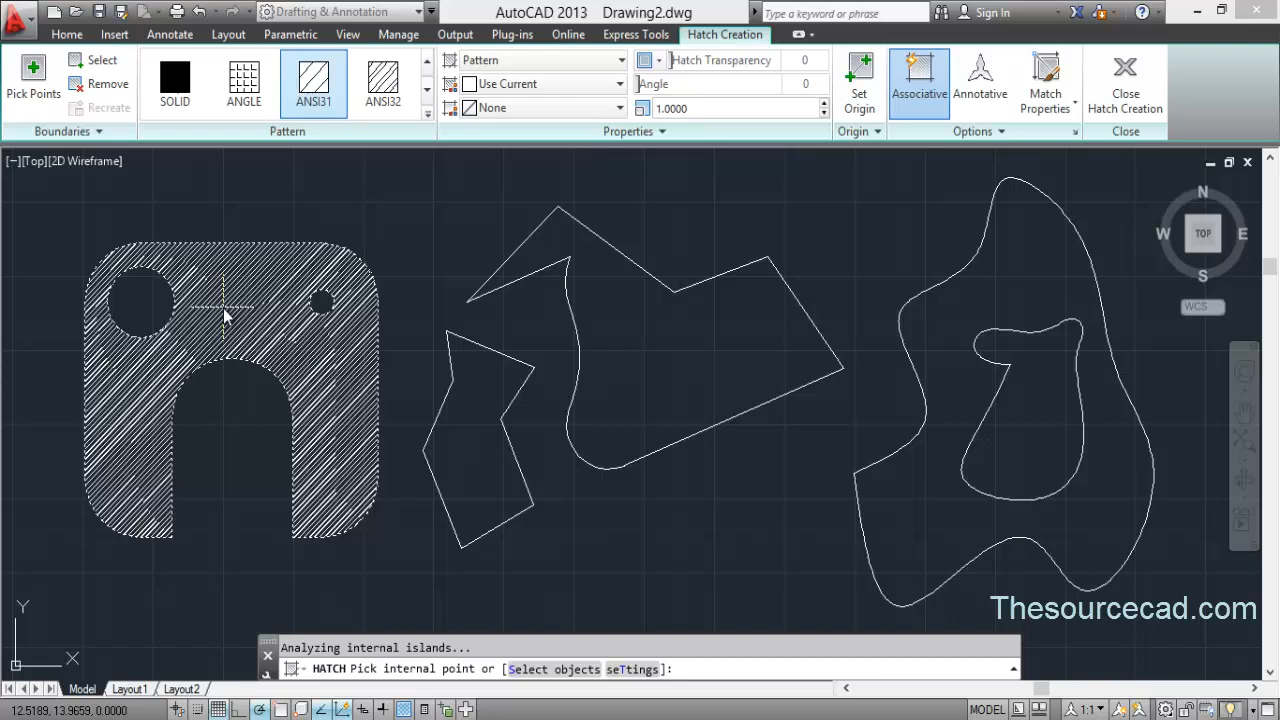 Drafting & Annotation
AutoCAD 2013 Drawing2.dwg
Type a keyword or phrase
Sign In
Home Insert Annotate Layout Parametric View Manage Output Plug-ins Online Express Tools Hatch Creation
Pick Points
Select
Remove
Recreate
Boundaries
SOLID ANGLE ANSI31 ANSI32
Pattern
Pattern
Use Current
None
Hatch Transparency 0
Angle 0
1.0000
Properties
Set Origin
Origin
Associative
Annotative
Match Properties
Options
Close Hatch Creation
Close
[−][Top][2D Wireframe]
N
W TOP E
S
WCS
Y
X
Thesourcecad.com
Analyzing internal islands...
HATCH Pick internal point or [Select objects seTtings]:
Model Layout1 Layout2
12.5189, 13.9659, 0.0000
MODEL
1:1